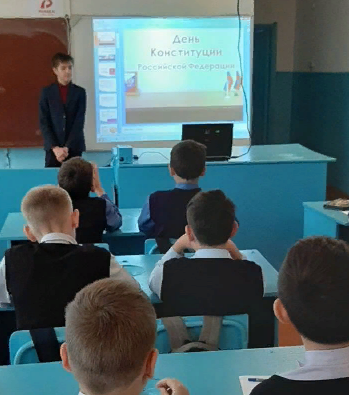 День
Конституции
Российской Федерации